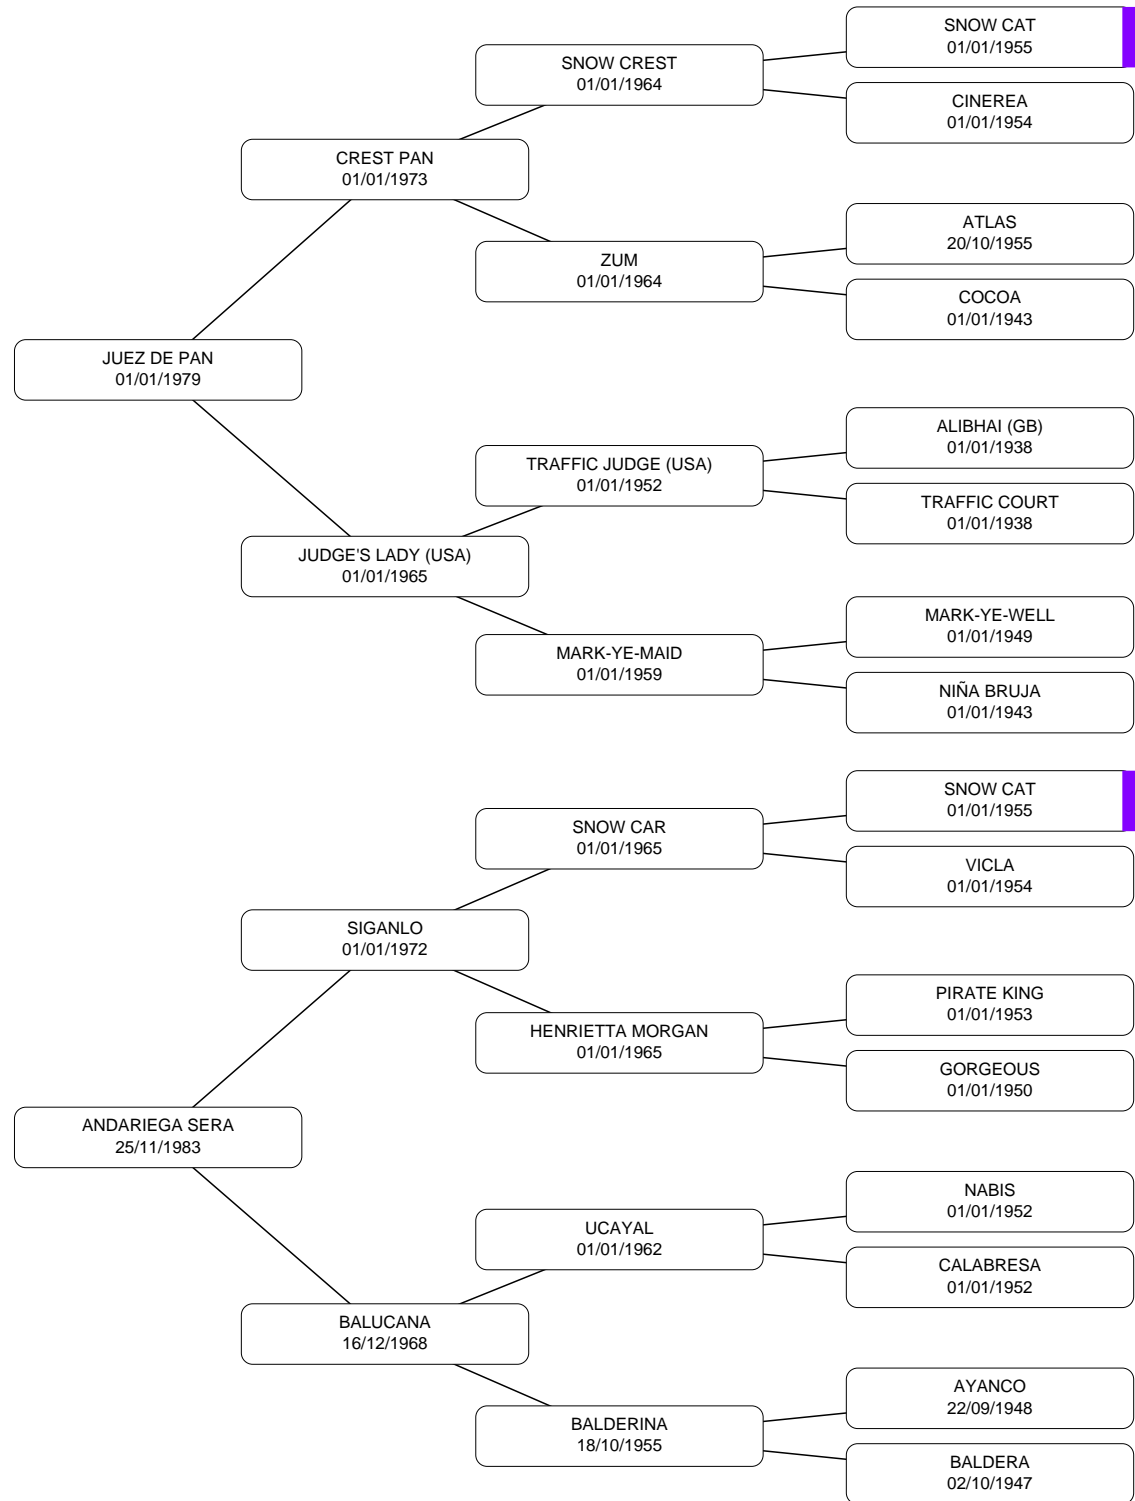 SNOW CAT
01/01/1955
SNOW CREST
01/01/1964
CINEREA
01/01/1954
CREST PAN
01/01/1973
ATLAS
20/10/1955
ZUM
01/01/1964
COCOA
01/01/1943
JUEZ DE PAN
01/01/1979
ALIBHAI (GB)
01/01/1938
TRAFFIC JUDGE (USA)
01/01/1952
TRAFFIC COURT
01/01/1938
JUDGE'S LADY (USA)
01/01/1965
MARK-YE-WELL
01/01/1949
MARK-YE-MAID
01/01/1959
NIÑA BRUJA
01/01/1943
SNOW CAT
01/01/1955
SNOW CAR
01/01/1965
VICLA
01/01/1954
SIGANLO
01/01/1972
PIRATE KING
01/01/1953
HENRIETTA MORGAN
01/01/1965
GORGEOUS
01/01/1950
ANDARIEGA SERA
25/11/1983
NABIS
01/01/1952
UCAYAL
01/01/1962
CALABRESA
01/01/1952
BALUCANA
16/12/1968
AYANCO
22/09/1948
BALDERINA
18/10/1955
BALDERA
02/10/1947